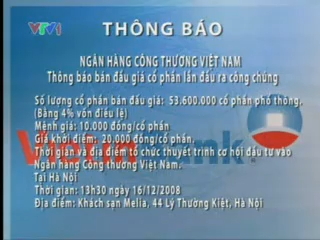 VTV1
THÔNG BÁO
NGÂN HÀNG CÔNG THƯƠNG VIỆT NAM
Thông báo bán đấu giá cổ phần lần đầu ra công chúng
Số lượng cổ phần bán đấu giá: 53.600.000 cổ phần phổ thông.
(Bằng 4% vốn điều lệ)
Mệnh giá: 10.000 đồng/cổ phần
Giá khởi điểm: 20.000 đồng/cổ phần.
Thời gian và địa điểm tổ chức thuyết trình cơ hội đầu tư vào
Ngân hàng Công Thương Việt Nam.
Tại Hà Nội
Thời gian: 13h30 ngày 16/12/2008
Địa điểm: Khách sạn Melia, 44 Lý Thường Kiệt, Hà Nội